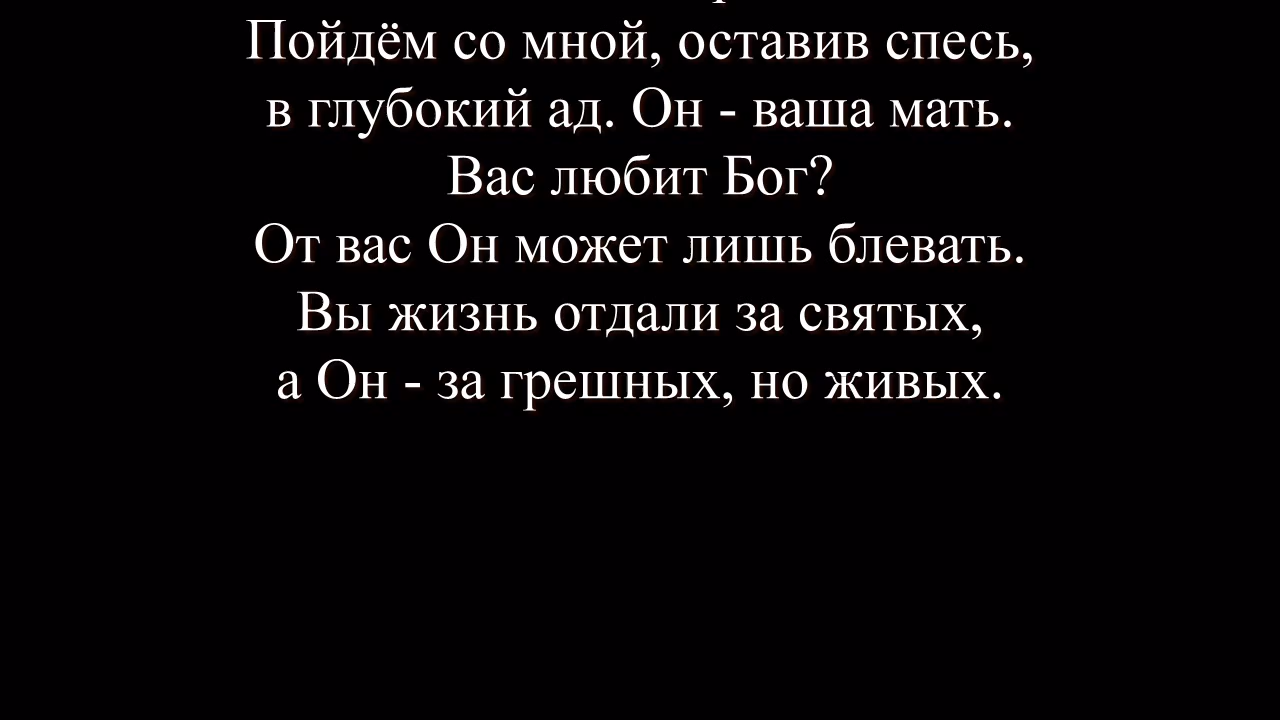 Пойдём со мной, оставив спесь,
в глубокий ад. Он - ваша мать.
Вас любит Бог?
От вас Он может лишь блевать.
Вы жизнь отдали за святых,
а Он - за грешных, но живых.